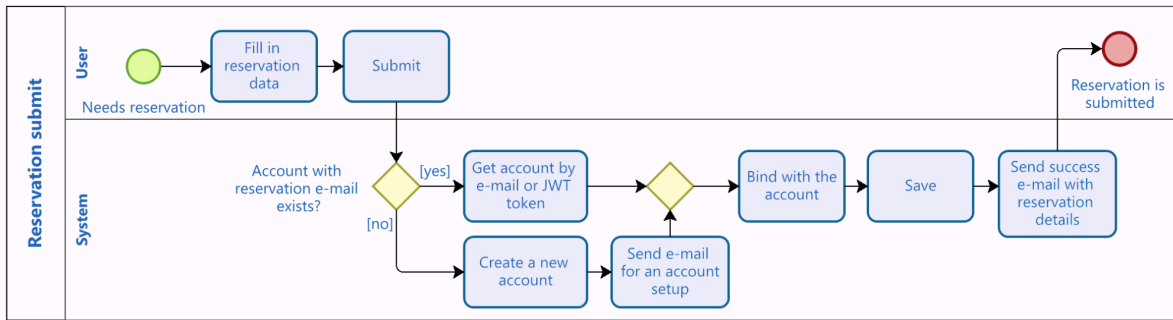 Reservation submit
User
Needs reservation
Fill in
reservation
data
Submit
Reservation is
submitted
System
Account with
reservation e-mail
exists?
[yes]
[no]
Get account by
e-mail or JWT
token
Create a new
account
Send e-mail
for an account
setup
Bind with the
account
Save
Send success
e-mail with
reservation
details